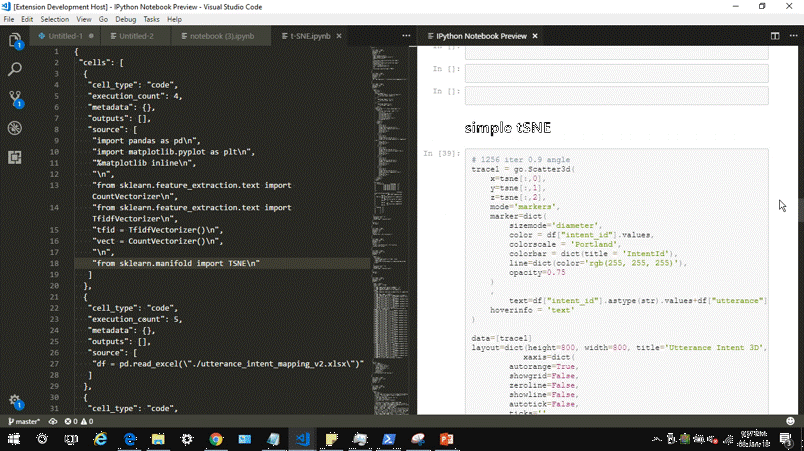 [Extension Development Host] - IPython Notebook Preview - Visual Studio Code
File Edit Selection View Go Debug Tasks Help
Untitled-1
Untitled-2
notebook (3).ipynb
t-SNE.ipynb
IPython Notebook Preview
1 {
2 "cells": [
3 {
4 "cell_type": "code",
5 "execution_count": 4,
6 "metadata": {},
7 "outputs": [],
8 "source": [
9 "import pandas as pd\n",
10 "import matplotlib.pyplot as plt\n",
11 "%matplotlib inline\n",
12 "\n",
13 "from sklearn.feature_extraction.text import
CountVectorizer\n",
14 "from sklearn.feature_extraction.text import
TfidfVectorizer\n",
15 "tfid = TfidfVectorizer()\n",
16 "vect = CountVectorizer()\n",
17 "\n",
18 "from sklearn.manifold import TSNE\n"
19 ]
20 },
21 {
22 "cell_type": "code",
23 "execution_count": 5,
24 "metadata": {},
25 "outputs": [],
26 "source": [
27 "df = pd.read_excel(\"./utterance_intent_mapping_v2.xlsx\")"
28 ]
29 },
30 {
31 "cell_type": "code",
In [ ]:
In [ ]:
In [ ]:
simple tSNE
In [39]:
# 1256 iter 0.9 angle
trace1 = go.Scatter3d(
x=tsne[:,0],
y=tsne[:,1],
z=tsne[:,2],
mode='markers',
marker=dict(
sizemode='diameter',
color = df["intent_id"].values,
colorscale = 'Portland',
colorbar = dict(title = 'IntentId'),
line=dict(color='rgb(255, 255, 255)'),
opacity=0.75
)
,
text=df["intent_id"].astype(str).values+df["utterance"]
hoverinfo = 'text'
)
data=[trace1]
layout=dict(height=800, width=800, title='Utterance Intent 3D',
xaxis=dict(
autorange=True,
showgrid=False,
zeroline=False,
showline=False,
autotick=False,
ticks=''
master*
0 0